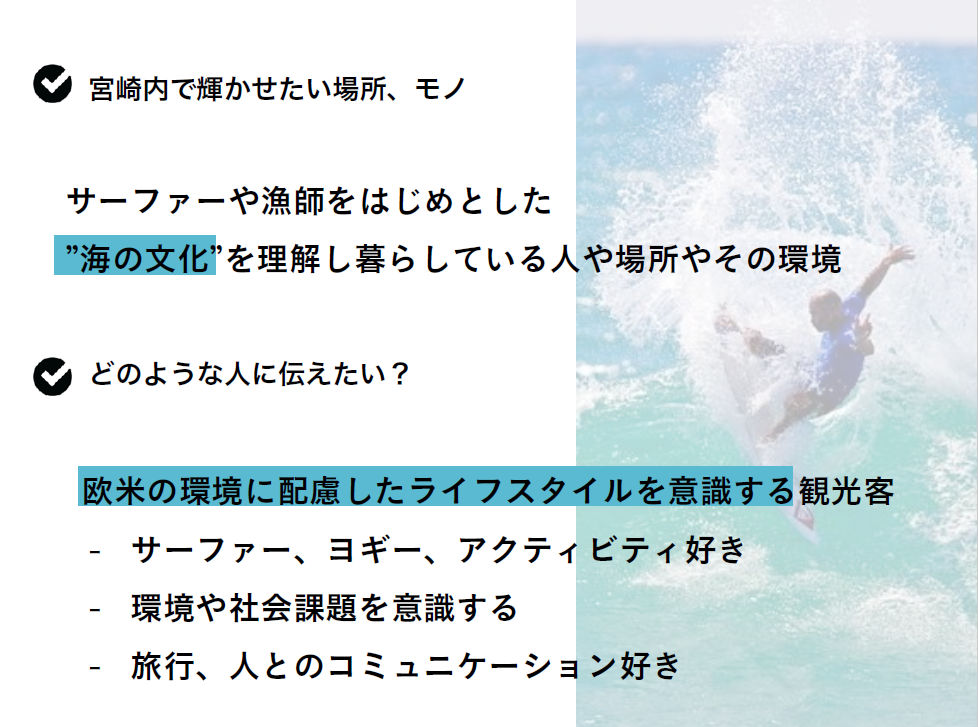 宮崎内で輝かせたい場所、モノ
サーファーや漁師をはじめとした
”海の文化”を理解し暮らしている人や場所やその環境
どのような人に伝えたい？
欧米の環境に配慮したライフスタイルを意識する観光客
- サーファー、ヨギー、アクティビティ好き
- 環境や社会課題を意識する
- 旅行、人とのコミュニケーション好き